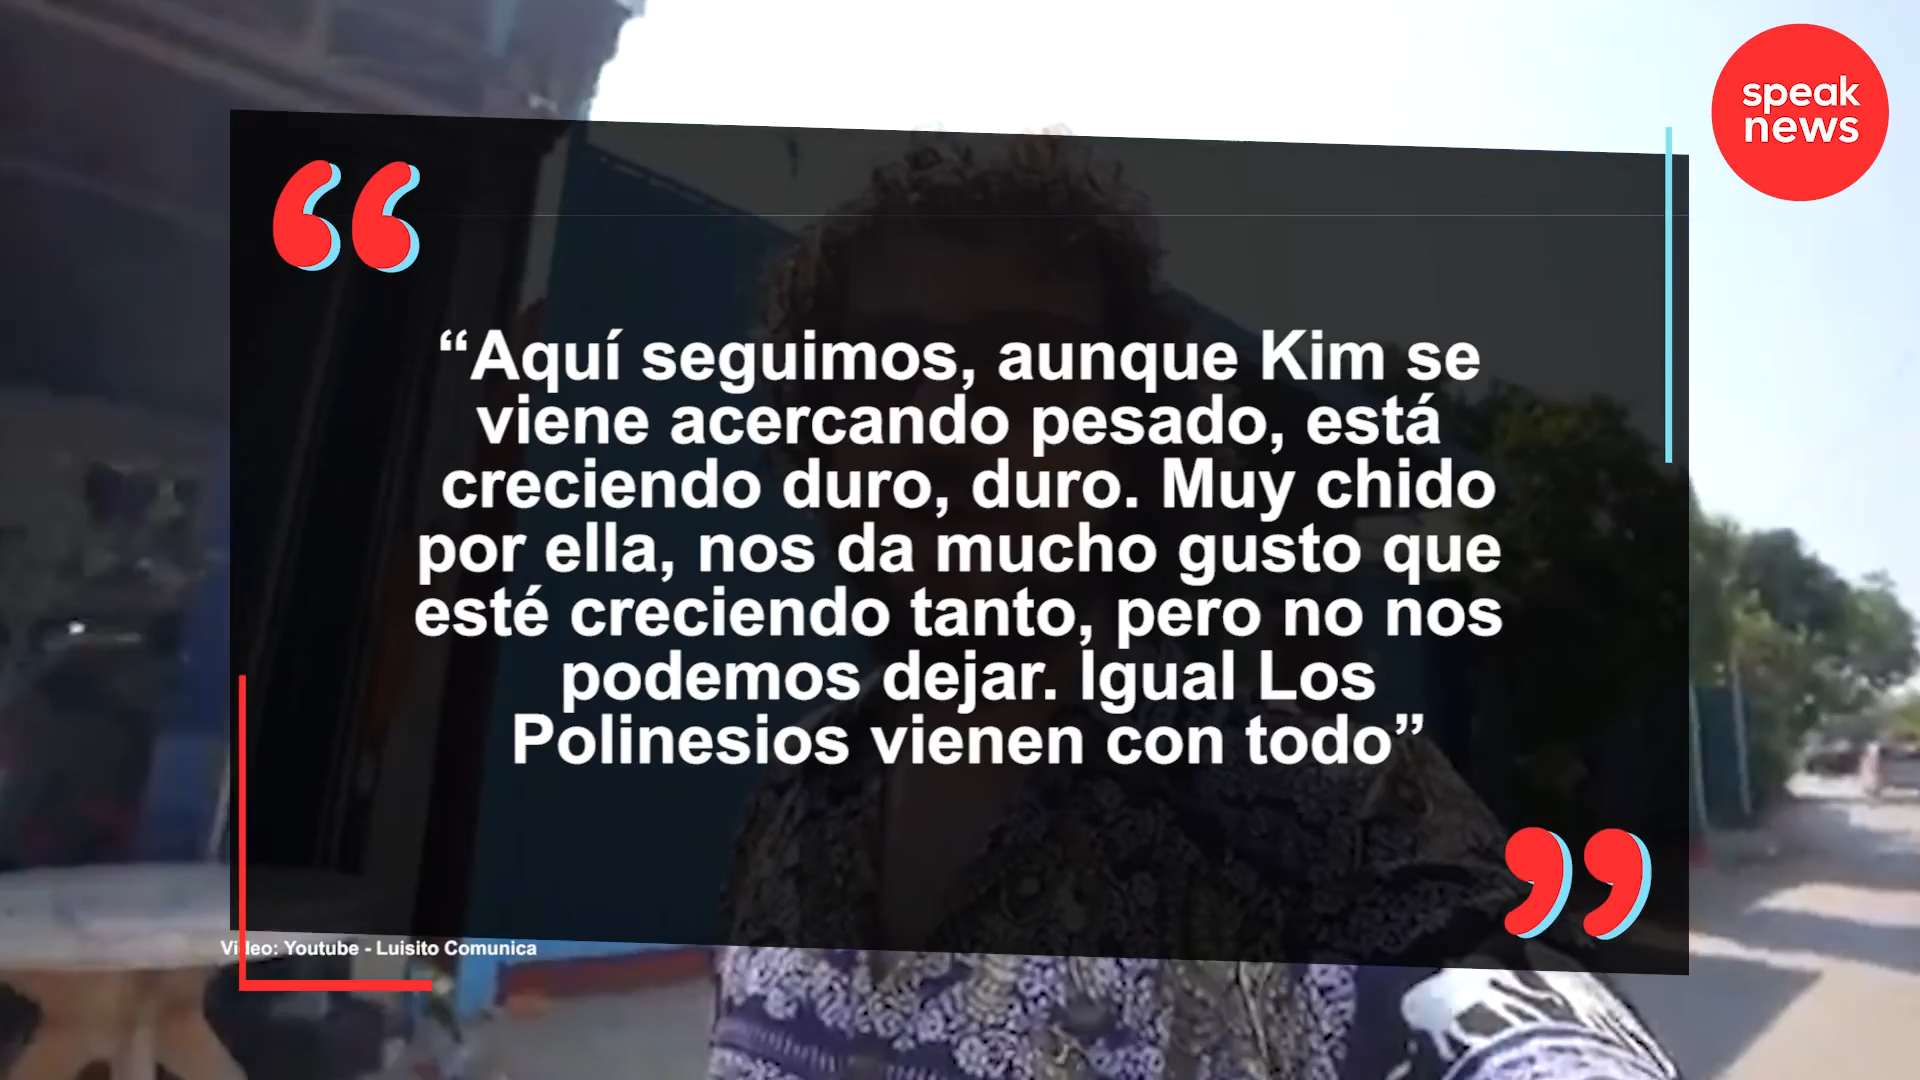 speak
news
“Aquí seguimos, aunque Kim se
viene acercando pesado, está
creciendo duro, duro. Muy chido
por ella, nos da mucho gusto que
esté creciendo tanto, pero no nos
podemos dejar. Igual Los
Polinesios vienen con todo”
Video: Youtube - Luisito Comunica